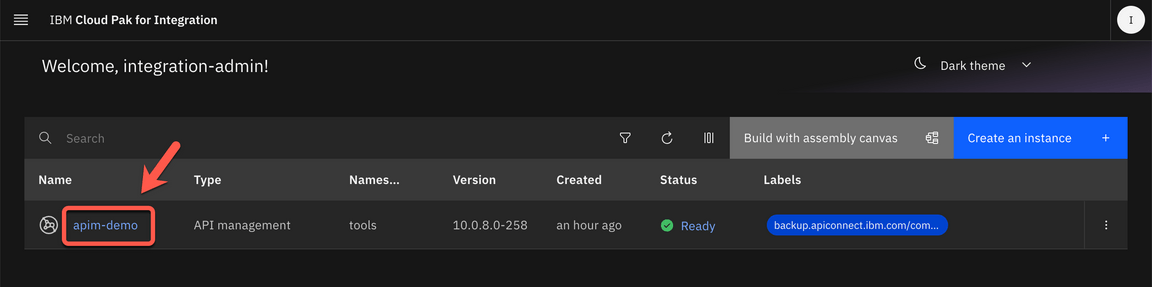 IBM Cloud Pak for Integration
I
Welcome, integration-admin!
Dark theme
Search
Build with assembly canvas
Create an instance +
Name Type Names... Version Created Status Labels
apim-demo API management tools 10.0.8.0-258 an hour ago Ready backup.apiconnect.ibm.com/com...